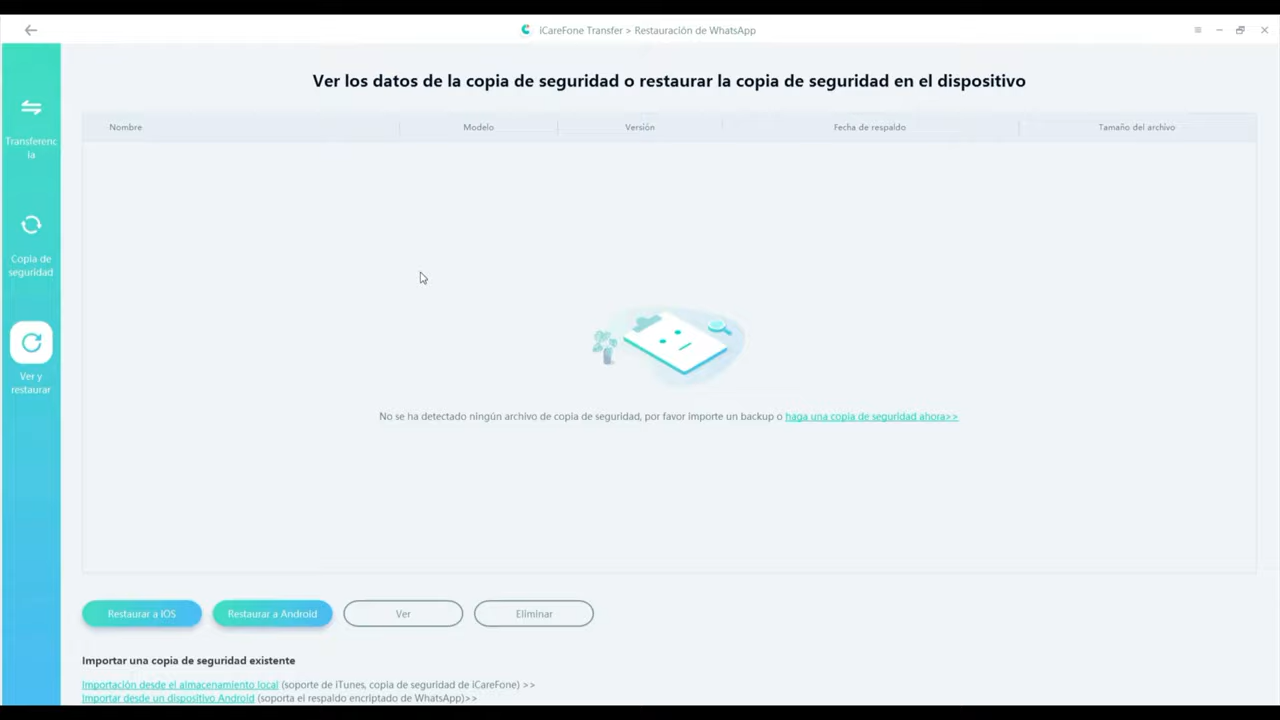 iCareFone Transfer > Restauración de WhatsApp
Ver los datos de la copia de seguridad o restaurar la copia de seguridad en el dispositivo
Nombre Modelo Versión Fecha de respaldo Tamaño del archivo
Transferenc
ia
Copia de
seguridad
Ver y
restaurar
No se ha detectado ningún archivo de copia de seguridad, por favor importe un backup o haga una copia de seguridad ahora>>
Restaurar a iOS Restaurar a Android Ver Eliminar
Importar una copia de seguridad existente
Importación desde el almacenamiento local (soporte de iTunes, copia de seguridad de iCareFone) >>
Importar desde un dispositivo Android (soporta el respaldo encriptado de WhatsApp)>>